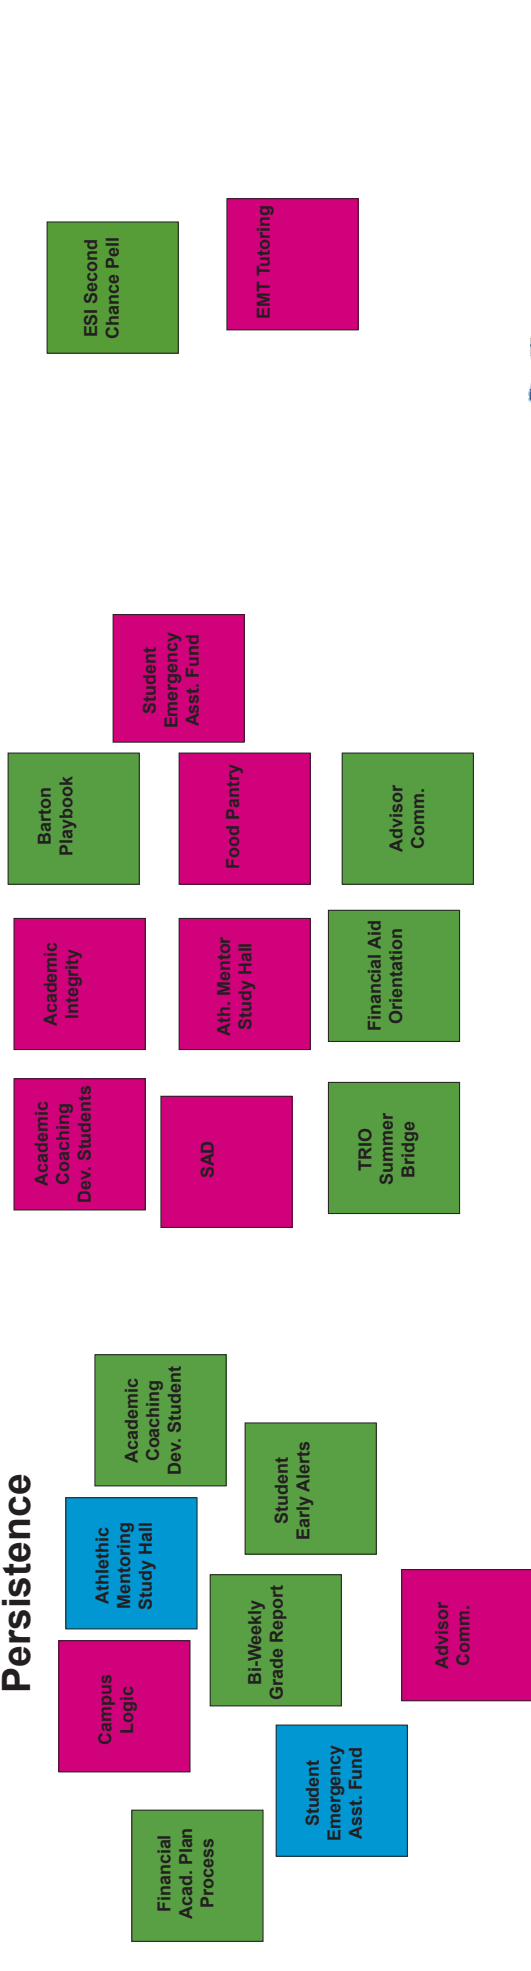 Persistence
Financial
Acad. Plan
Process
Campus
Logic
Athlethic
Mentoring
Study Hall
Academic
Coaching
Dev. Student
Bi-Weekly
Grade Report
Student
Early Alerts
Student
Emergency
Asst. Fund
Advisor
Comm.
Academic
Coaching
Dev. Students
Academic
Integrity
Barton
Playbook
Student
Emergency
Asst. Fund
SAD
Ath. Mentor
Study Hall
Food Pantry
TRIO
Summer
Bridge
Financial Aid
Orientation
Advisor
Comm.
ESI Second
Chance Pell
EMT Tutoring